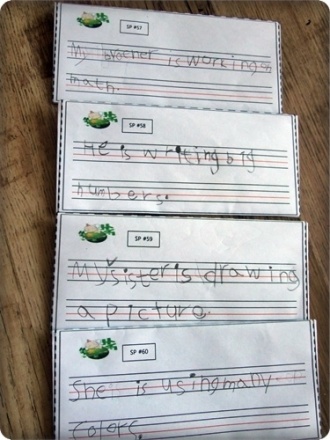 SP #57
My brother is working on
math.
SP #58
He is writing big
numbers.
SP #59
My sister is drawing
a picture.
SP #60
She is using many
colors.